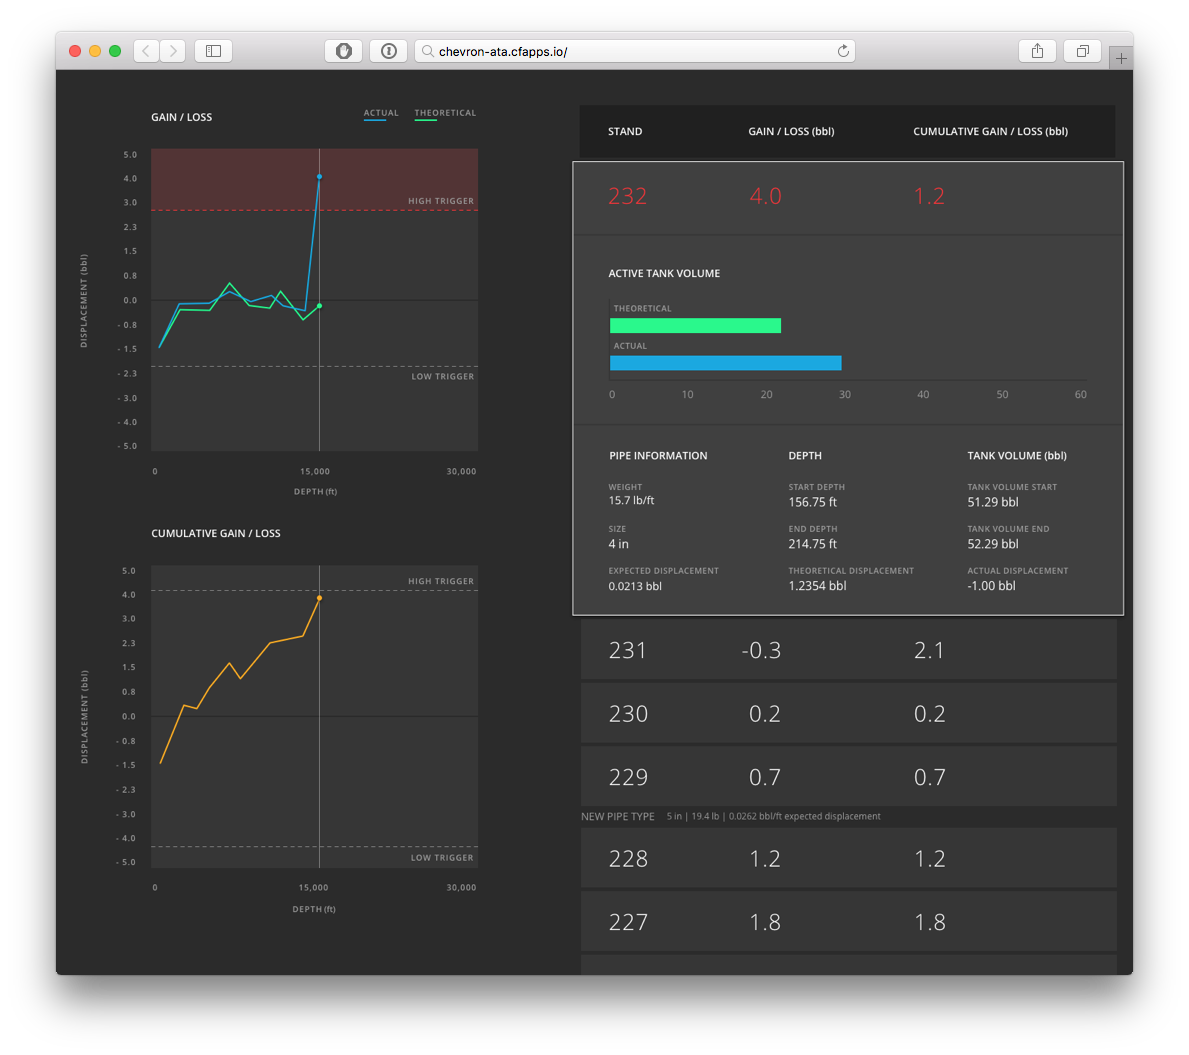 chevron-ata.cfapps.io/
GAIN / LOSS
ACTUAL THEORETICAL
5.0
4.0
3.0
2.3
1.5
0.8
0.0
- 0.8
- 1.5
- 2.3
- 3.0
- 4.0
- 5.0
DISPLACEMENT (bbl)
HIGH TRIGGER
LOW TRIGGER
0 15,000 30,000
DEPTH (ft)
CUMULATIVE GAIN / LOSS
5.0
4.0
3.0
2.3
1.5
0.8
0.0
- 0.8
- 1.5
- 2.3
- 3.0
- 4.0
- 5.0
DISPLACEMENT (bbl)
HIGH TRIGGER
LOW TRIGGER
0 15,000 30,000
DEPTH (ft)
STAND GAIN / LOSS (bbl) CUMULATIVE GAIN / LOSS (bbl)
232 4.0 1.2
ACTIVE TANK VOLUME
THEORETICAL
ACTUAL
0 10 20 30 40 50 60
PIPE INFORMATION DEPTH TANK VOLUME (bbl)
WEIGHT START DEPTH TANK VOLUME START
15.7 lb/ft 156.75 ft 51.29 bbl
SIZE END DEPTH TANK VOLUME END
4 in 214.75 ft 52.29 bbl
EXPECTED DISPLACEMENT THEORETICAL DISPLACEMENT ACTUAL DISPLACEMENT
0.0213 bbl 1.2354 bbl -1.00 bbl
231 -0.3 2.1
230 0.2 0.2
229 0.7 0.7
NEW PIPE TYPE 5 in | 19.4 lb | 0.0262 bbl/ft expected displacement
228 1.2 1.2
227 1.8 1.8